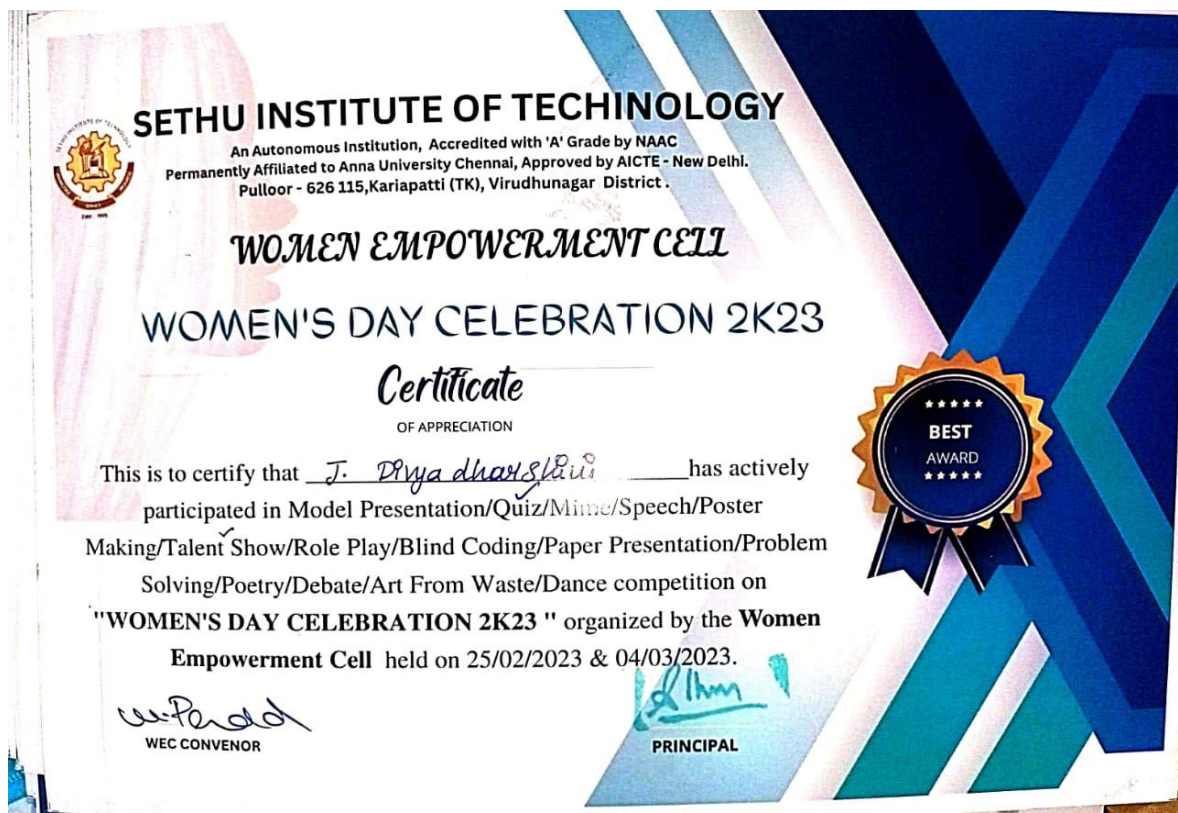 SETHU INSTITUTE OF TECHINOLOGY
An Autonomous Institution, Accredited with 'A' Grade by NAAC
Permanently Affiliated to Anna University Chennai, Approved by AICTE - New Delhi.
Pulloor - 626 115,Kariapatti (TK), Virudhunagar District.
WOMEN EMPOWERMENT CELL
WOMEN'S DAY CELEBRATION 2K23
Certificate
OF APPRECIATION
This is to certify that J. Divyadharshini has actively
participated in Model Presentation/Quiz/Mime/Speech/Poster
Making/Talent Show/Role Play/Blind Coding/Paper Presentation/Problem
Solving/Poetry/Debate/Art From Waste/Dance competition on
"WOMEN'S DAY CELEBRATION 2K23 " organized by the Women
Empowerment Cell held on 25/02/2023 & 04/03/2023.
BEST
AWARD
WEC CONVENOR
PRINCIPAL